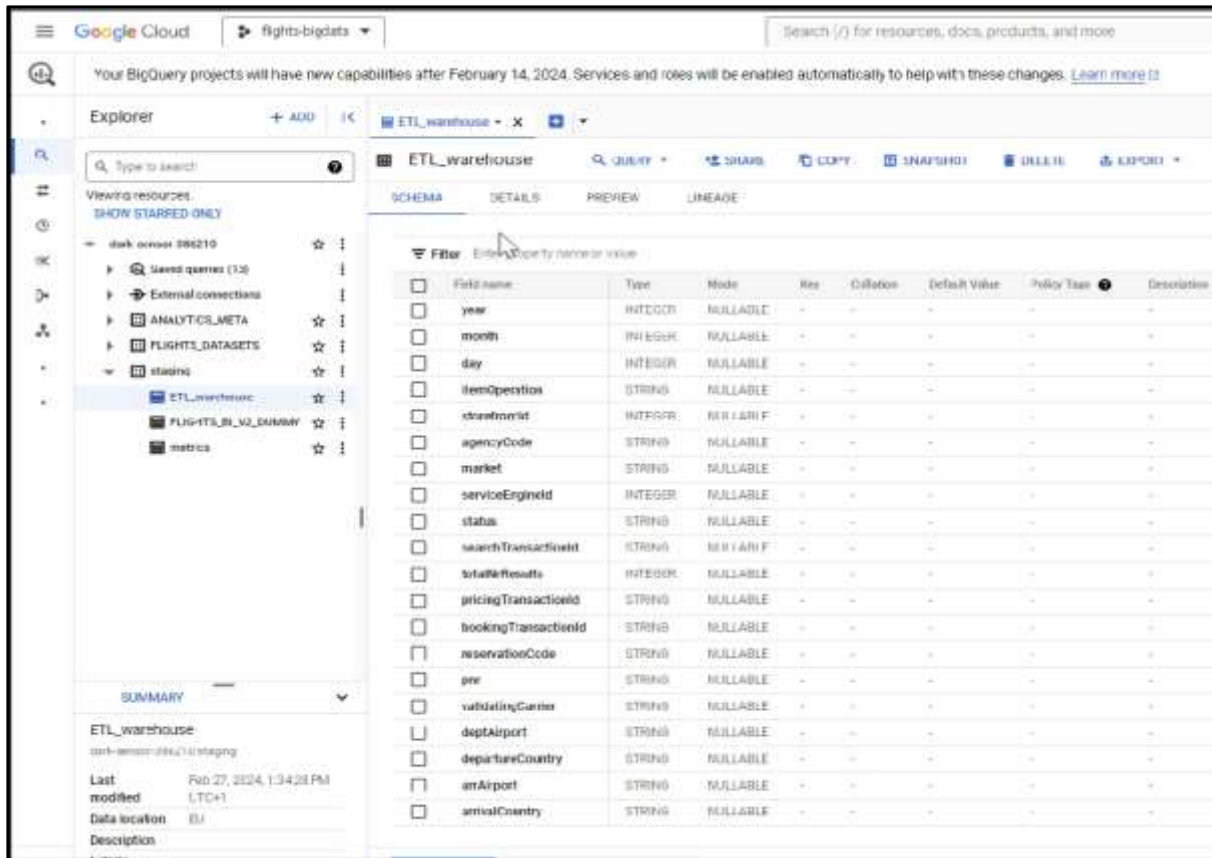 Google Cloud
flights-bigdata
Search (/) for resources, docs, products, and more
Your BigQuery projects will have new capabilities after February 14, 2024. Services and roles will be enabled automatically to help with these changes. Learn more
Explorer
+ ADD
ETL_warehouse
Type to search
ETL_warehouse
QUERY
SHARE
COPY
SNAPSHOT
DELETE
EXPORT
Viewing resources.
SHOW STARRED ONLY
SCHEMA
DETAILS
PREVIEW
LINEAGE
Saved queries (13)
External connections
ANALYTICS_META
FLIGHTS_DATASETS
staging
ETL_warehouse
FLIGHTS_BI_V2_DUMMY
metrics
Filter Enter property name or value
Field name Type Mode Key Collation Default Value Policy Tags Description
year INTEGER NULLABLE - - - - -
month INTEGER NULLABLE - - - - -
day INTEGER NULLABLE - - - - -
itemOperation STRING NULLABLE - - - - -
storefrontId INTEGER NULLABLE - - - - -
agencyCode STRING NULLABLE - - - - -
market STRING NULLABLE - - - - -
serviceEngineId INTEGER NULLABLE - - - - -
status STRING NULLABLE - - - - -
searchTransactionId STRING NULLABLE - - - - -
totalNrResults INTEGER NULLABLE - - - - -
pricingTransactionId STRING NULLABLE - - - - -
bookingTransactionId STRING NULLABLE - - - - -
reservationCode STRING NULLABLE - - - - -
pnr STRING NULLABLE - - - - -
validatingCarrier STRING NULLABLE - - - - -
deptAirport STRING NULLABLE - - - - -
departureCountry STRING NULLABLE - - - - -
arrAirport STRING NULLABLE - - - - -
arrivalCountry STRING NULLABLE - - - - -
SUMMARY
ETL_warehouse
Last modified
Feb 27, 2024, 1:34:28 PM
UTC+1
Data location EU
Description